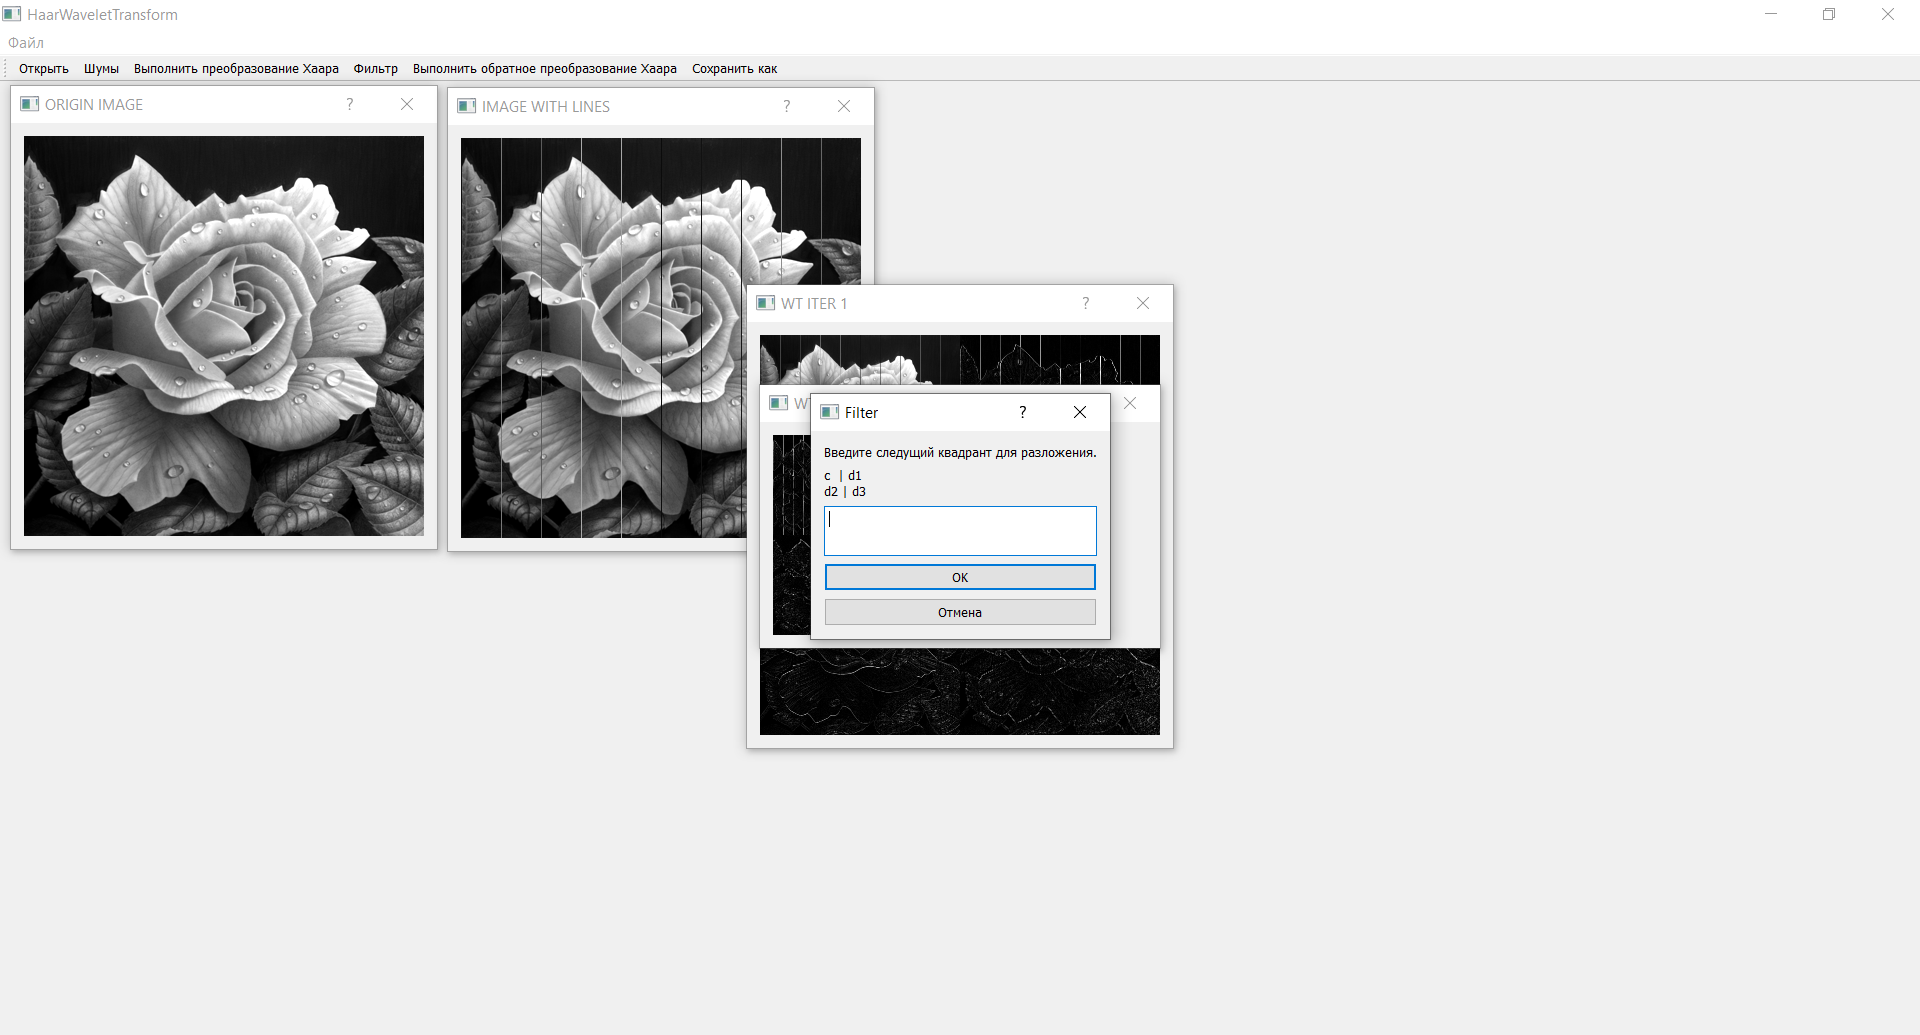 HaarWaveletTransform
Файл
Открыть Шумы Выполнить преобразование Хаара Фильтр Выполнить обратное преобразование Хаара Сохранить как
ORIGIN IMAGE ?
IMAGE WITH LINES ?
WT ITER 1 ?
Filter ?
Введите следущий квадрант для разложения.
c | d1
d2 | d3
OK
Отмена